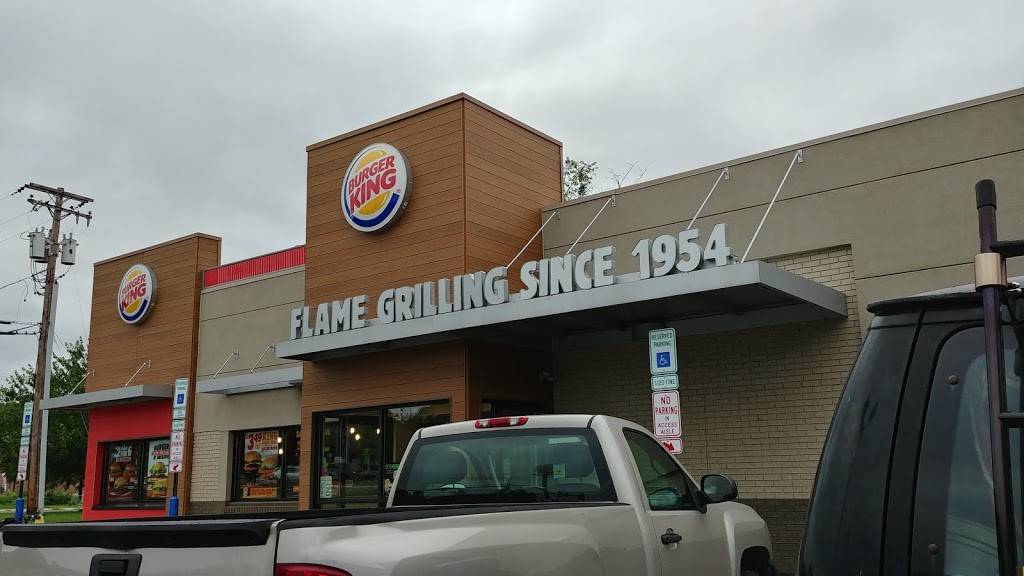 BURGER
KING
BURGER
KING
FLAME GRILLING SINCE 1954
RESERVED
PARKING
NO
PARKING
IN
ACCESS
AISLE